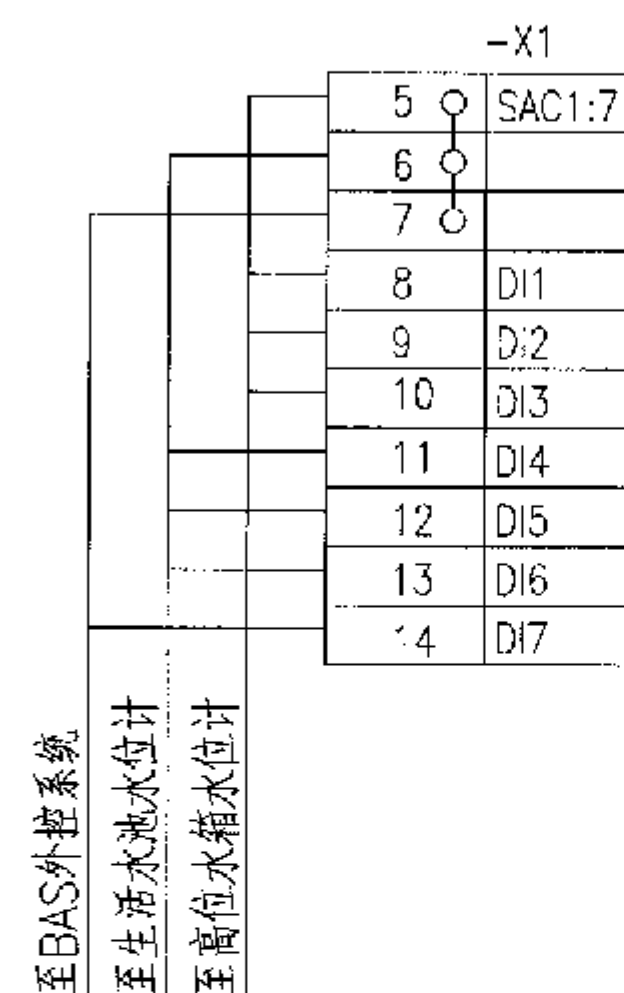 -X1
5 SAC1:7
6
7
8 DI1
9 DI2
10 DI3
11 DI4
12 DI5
13 DI6
14 DI7
至BAS外控系统
至生活水池水位计
至高位水箱水位计